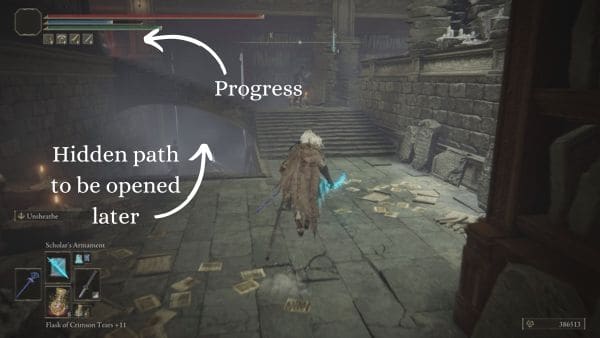 Progress
Hidden path
to be opened
later
Unsheathe
Scholar's Armament
Flask of Crimson Tears +11
386513